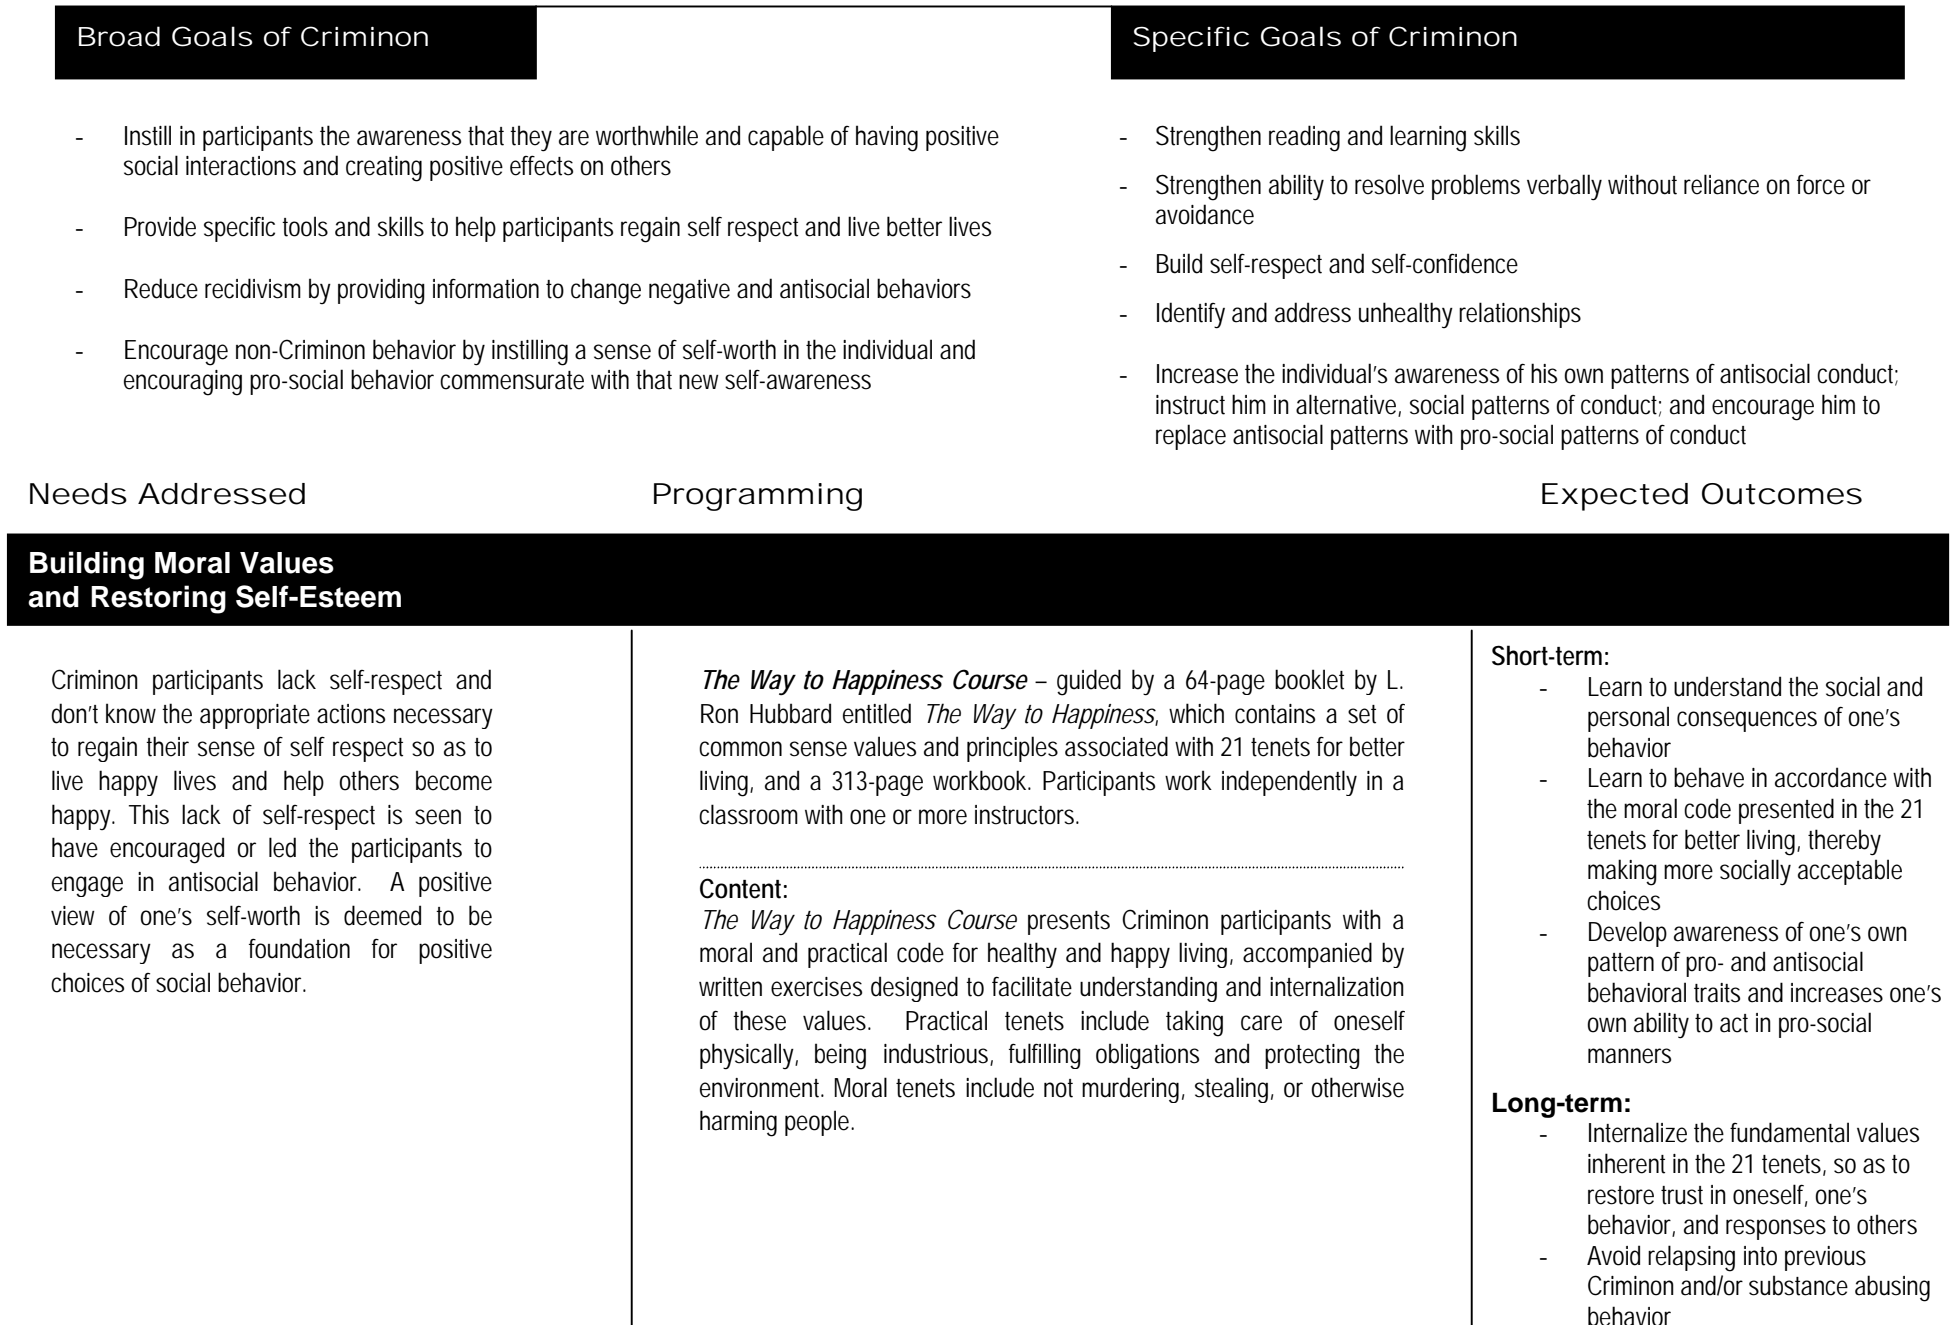 Broad Goals of Criminon
- Instill in participants the awareness that they are worthwhile and capable of having positive
social interactions and creating positive effects on others
- Provide specific tools and skills to help participants regain self respect and live better lives
- Reduce recidivism by providing information to change negative and antisocial behaviors
- Encourage non-Criminon behavior by instilling a sense of self-worth in the individual and
encouraging pro-social behavior commensurate with that new self-awareness
Specific Goals of Criminon
- Strengthen reading and learning skills
- Strengthen ability to resolve problems verbally without reliance on force or
avoidance
- Build self-respect and self-confidence
- Identify and address unhealthy relationships
- Increase the individual's awareness of his own patterns of antisocial conduct;
instruct him in alternative, social patterns of conduct; and encourage him to
replace antisocial patterns with pro-social patterns of conduct
Needs Addressed
Programming
Expected Outcomes
Building Moral Values
and Restoring Self-Esteem
Criminon participants lack self-respect and
don't know the appropriate actions necessary
to regain their sense of self respect so as to
live happy lives and help others become
happy. This lack of self-respect is seen to
have encouraged or led the participants to
engage in antisocial behavior. A positive
view of one's self-worth is deemed to be
necessary as a foundation for positive
choices of social behavior.
The Way to Happiness Course – guided by a 64-page booklet by L.
Ron Hubbard entitled The Way to Happiness, which contains a set of
common sense values and principles associated with 21 tenets for better
living, and a 313-page workbook. Participants work independently in a
classroom with one or more instructors.
Content:
The Way to Happiness Course presents Criminon participants with a
moral and practical code for healthy and happy living, accompanied by
written exercises designed to facilitate understanding and internalization
of these values. Practical tenets include taking care of oneself
physically, being industrious, fulfilling obligations and protecting the
environment. Moral tenets include not murdering, stealing, or otherwise
harming people.
Short-term:
- Learn to understand the social and
personal consequences of one's
behavior
- Learn to behave in accordance with
the moral code presented in the 21
tenets for better living, thereby
making more socially acceptable
choices
- Develop awareness of one's own
pattern of pro- and antisocial
behavioral traits and increases one's
own ability to act in pro-social
manners
Long-term:
- Internalize the fundamental values
inherent in the 21 tenets, so as to
restore trust in oneself, one's
behavior, and responses to others
- Avoid relapsing into previous
Criminon and/or substance abusing
behavior